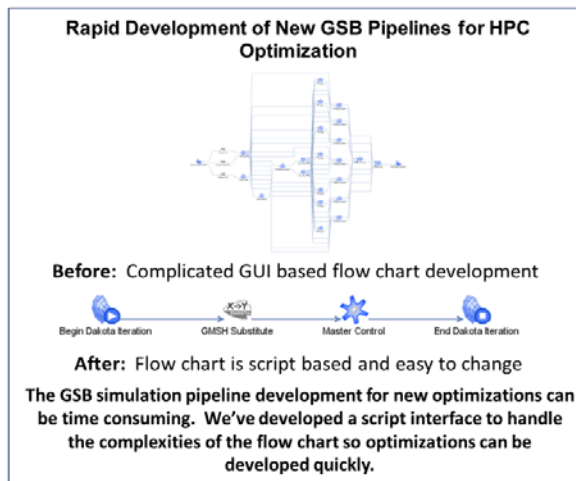 Rapid Development of New GSB Pipelines for HPC
Optimization
Before: Complicated GUI based flow chart development
X->Y
Begin Dakota Iteration GMSH Substitute Master Control End Dakota Iteration
After: Flow chart is script based and easy to change
The GSB simulation pipeline development for new optimizations can
be time consuming. We've developed a script interface to handle
the complexities of the flow chart so optimizations can be
developed quickly.